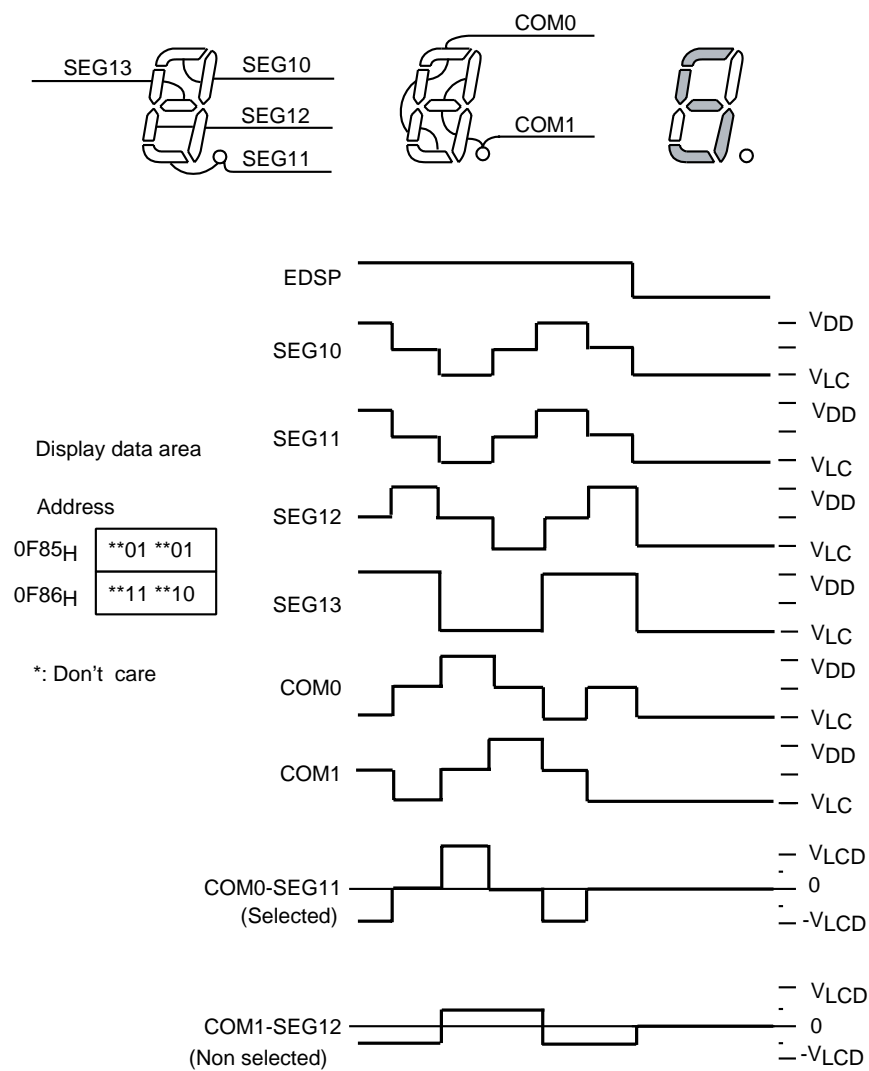 COM0
SEG13
SEG10
SEG12
COM1
SEG11
EDSP
VDD
SEG10
VLC
VDD
SEG11
Display data area
VLC
VDD
Address
SEG12
0F85H **01 **01
VLC
VDD
0F86H **11 **10
SEG13
VLC
VDD
*: Don't care
COM0
VLC
VDD
COM1
VLC
VLCD
COM0-SEG11
0
(Selected)
-VLCD
VLCD
COM1-SEG12
0
(Non selected)
-VLCD